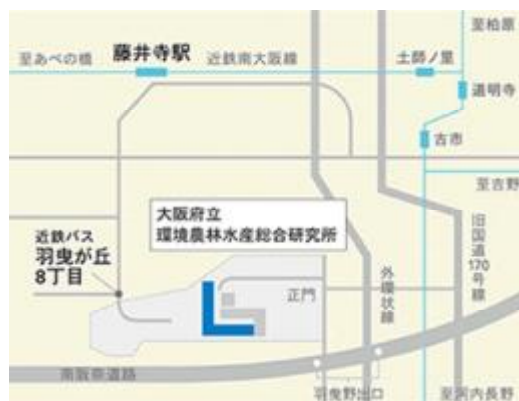 至柏原
至あべの橋
藤井寺駅
近鉄南大阪線
土師ノ里
道明寺
古市
至吉野
大阪府立
環境農林水産総合研究所
近鉄バス
羽曳が丘
8丁目
正門
外環状線
旧国道170号線
南阪奈道路
羽曳野出口
至河内長野